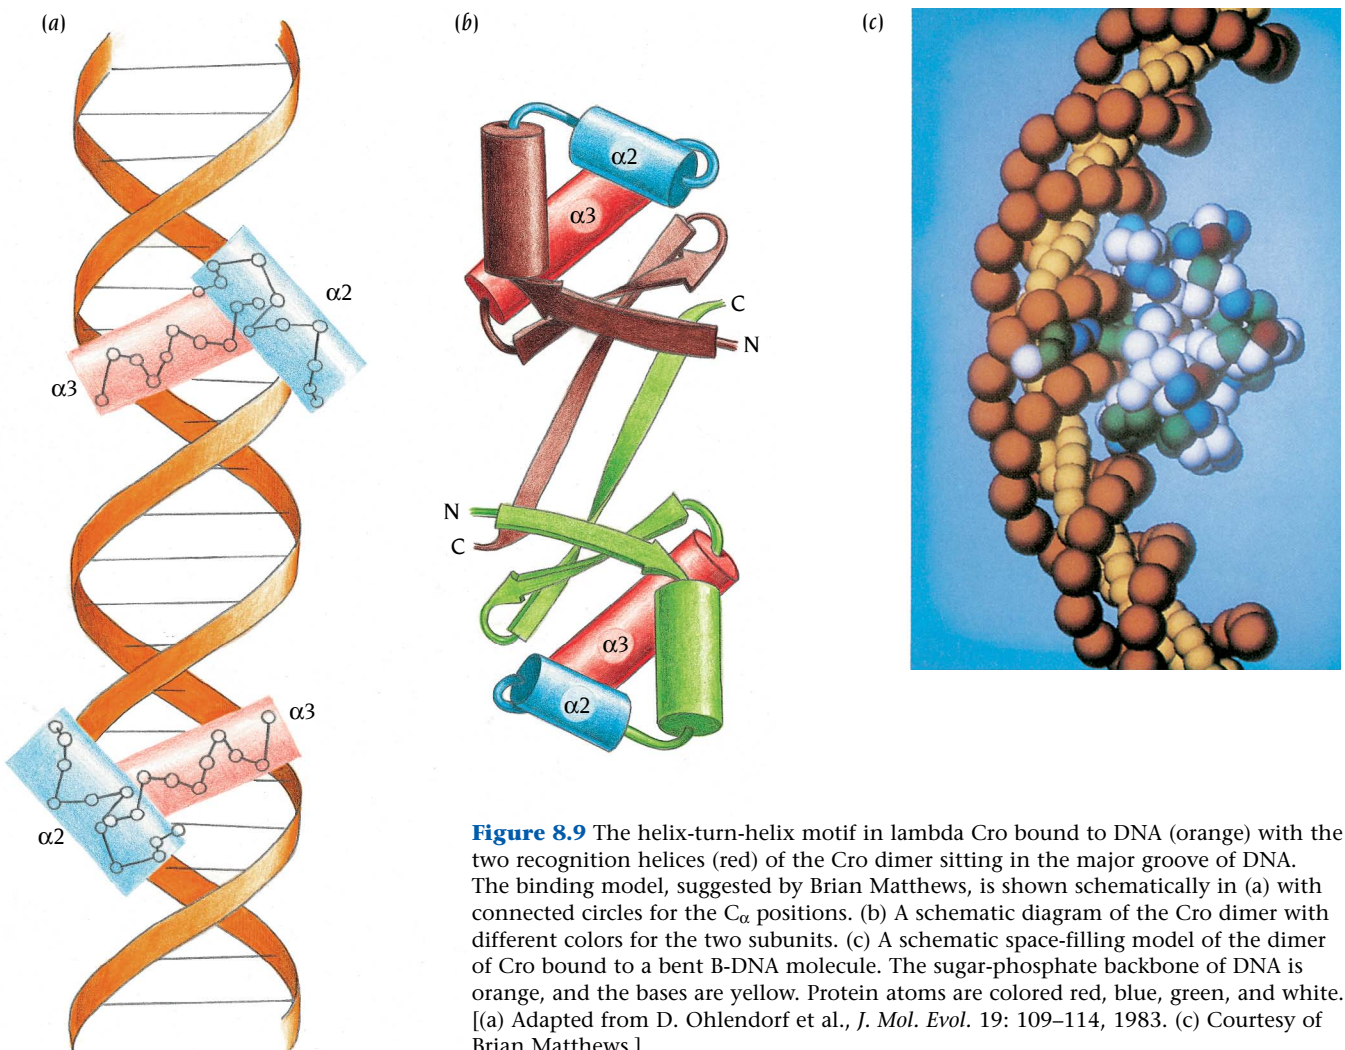 (a)
α2
α3
α3
α2
(b)
α2
α3
C
N
N
C
α3
α2
(c)
Figure 8.9 The helix-turn-helix motif in lambda Cro bound to DNA (orange) with the
two recognition helices (red) of the Cro dimer sitting in the major groove of DNA.
The binding model, suggested by Brian Matthews, is shown schematically in (a) with
connected circles for the Cα positions. (b) A schematic diagram of the Cro dimer with
different colors for the two subunits. (c) A schematic space-filling model of the dimer
of Cro bound to a bent B-DNA molecule. The sugar-phosphate backbone of DNA is
orange, and the bases are yellow. Protein atoms are colored red, blue, green, and white.
[(a) Adapted from D. Ohlendorf et al., J. Mol. Evol. 19: 109–114, 1983. (c) Courtesy of
Brian Matthews.]